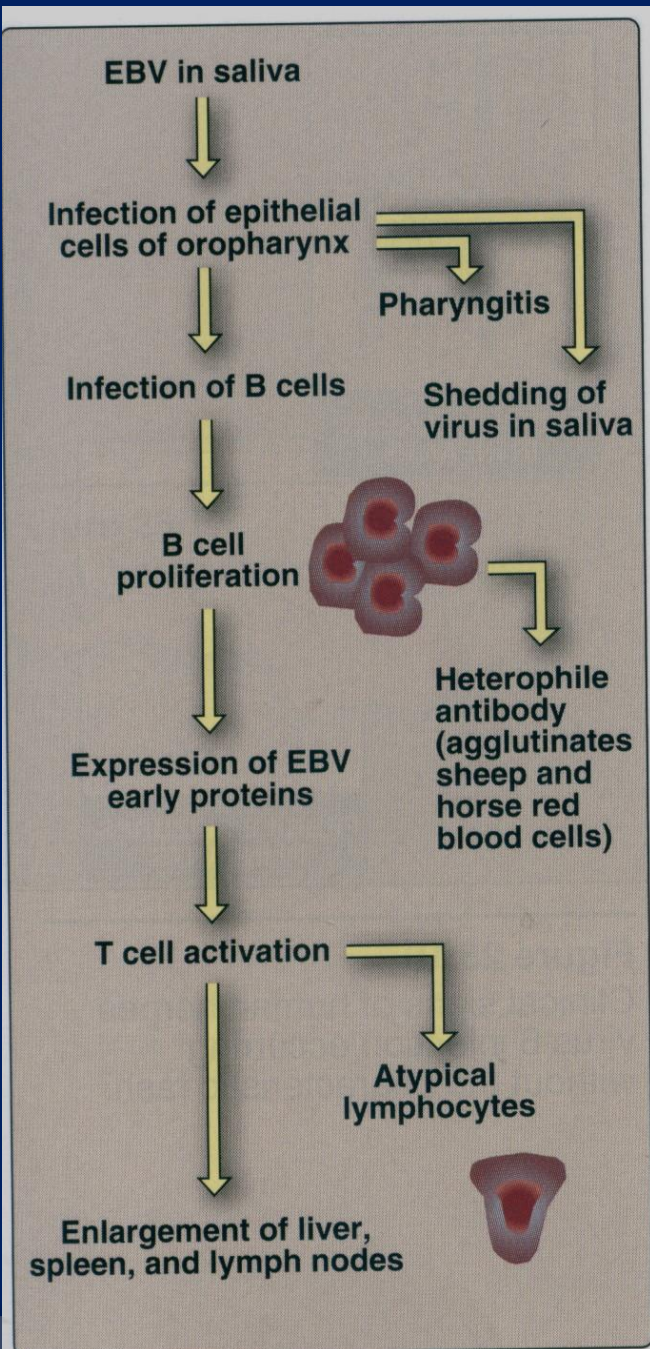 EBV in saliva
Infection of epithelial
cells of oropharynx
Pharyngitis
Infection of B cells
Shedding of
virus in saliva
B cell
proliferation
Heterophile
antibody
(agglutinates
sheep and
horse red
blood cells)
Expression of EBV
early proteins
T cell activation
Atypical
lymphocytes
Enlargement of liver,
spleen, and lymph nodes